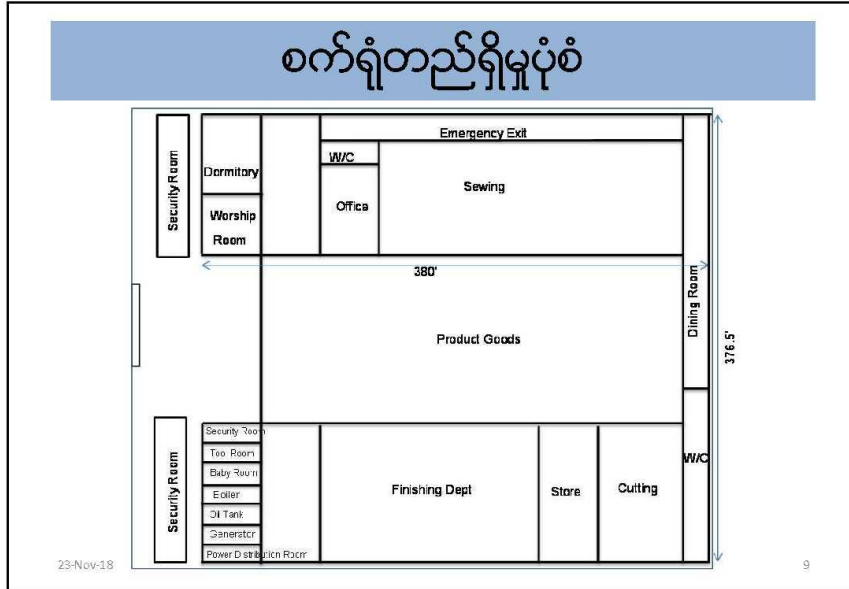 စက်ရုံတည်ရှိမှုပုံစံ
Emergency Exit
Security Room
Dormitory
W/C
Sewing
Office
Worship
Room
380'
Dining Room
376.5'
Product Goods
Security Room
Security Room
Too Room
Baby Room
Boiler
Oil Tank
Generator
Power Distribution Room
Finishing Dept
Store
Cutting
W/C
23-Nov-18
9